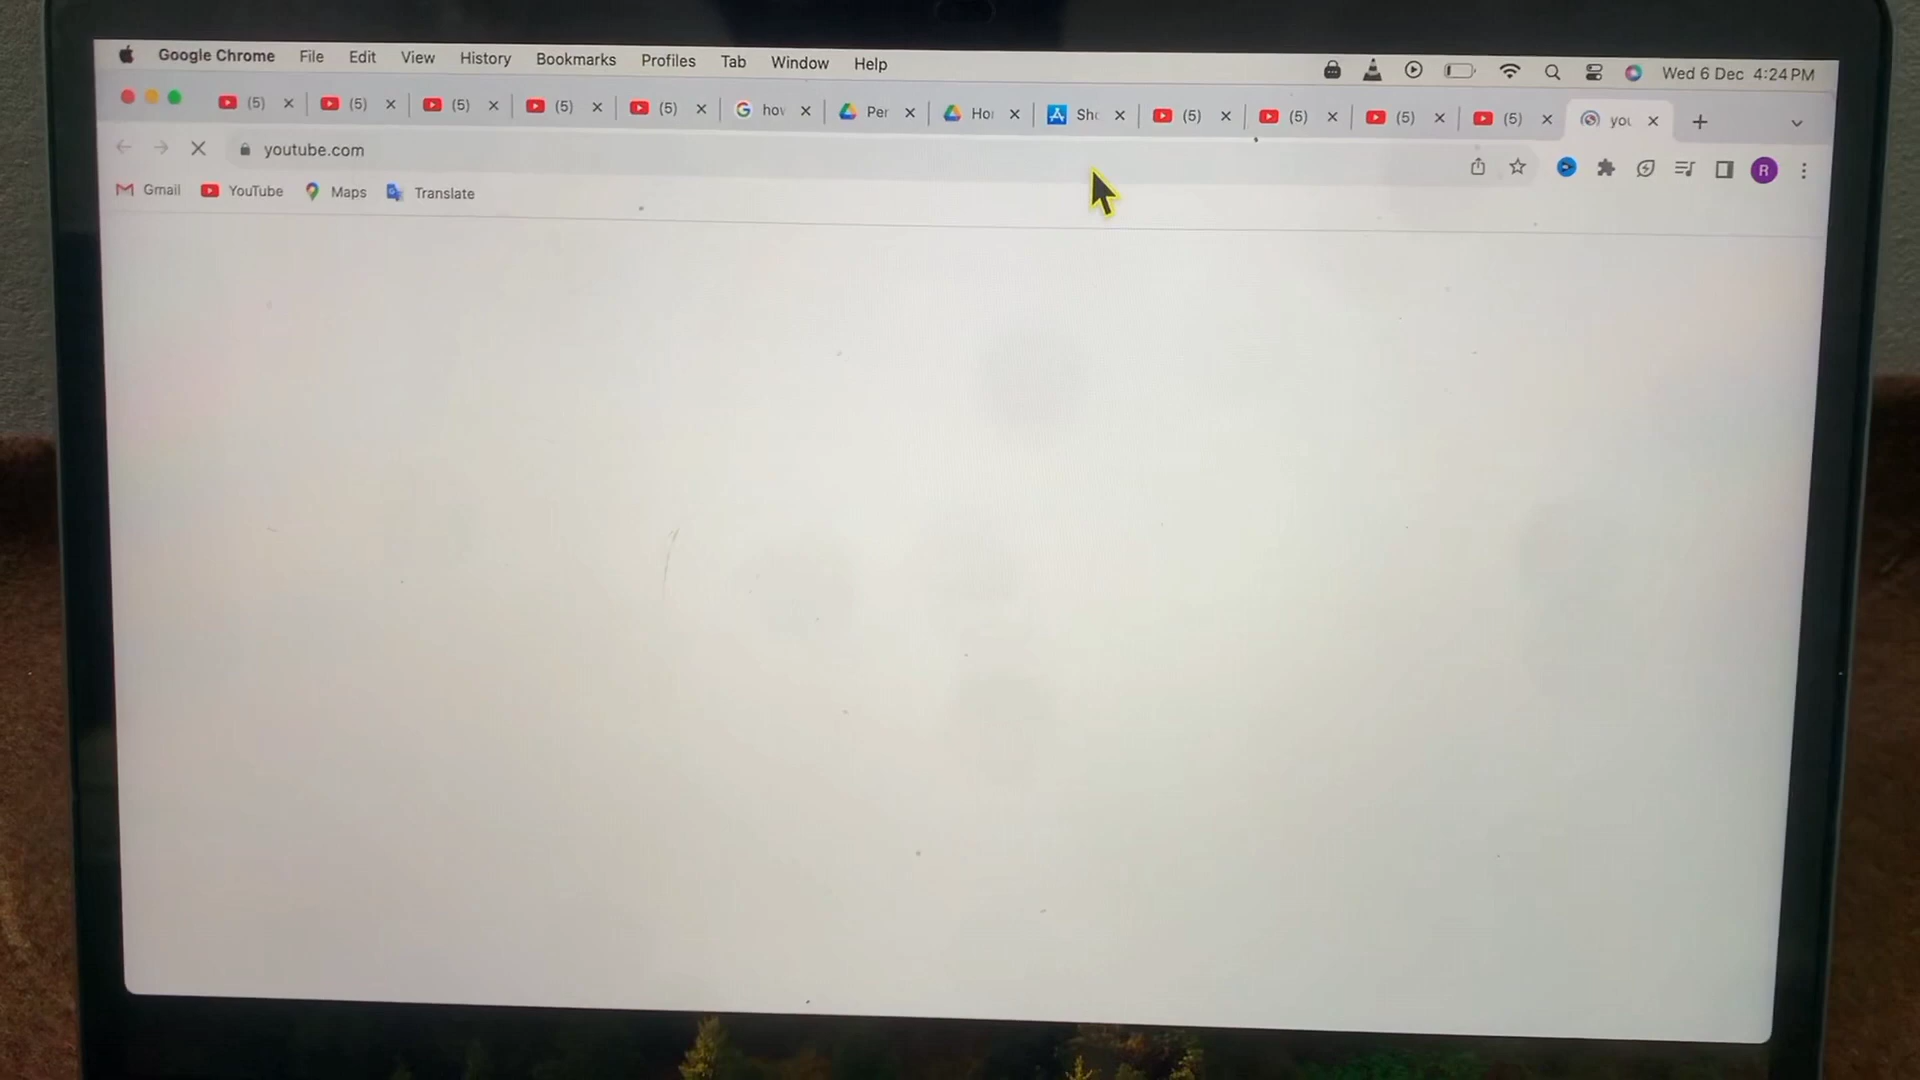 Google Chrome File Edit View History Bookmarks Profiles Tab Window Help Wed 6 Dec 4:24 PM
(5) (5) (5) (5) (5) hov Per Hor Sho (5) (5) (5) (5) you
youtube.com R
Gmail YouTube Maps Translate